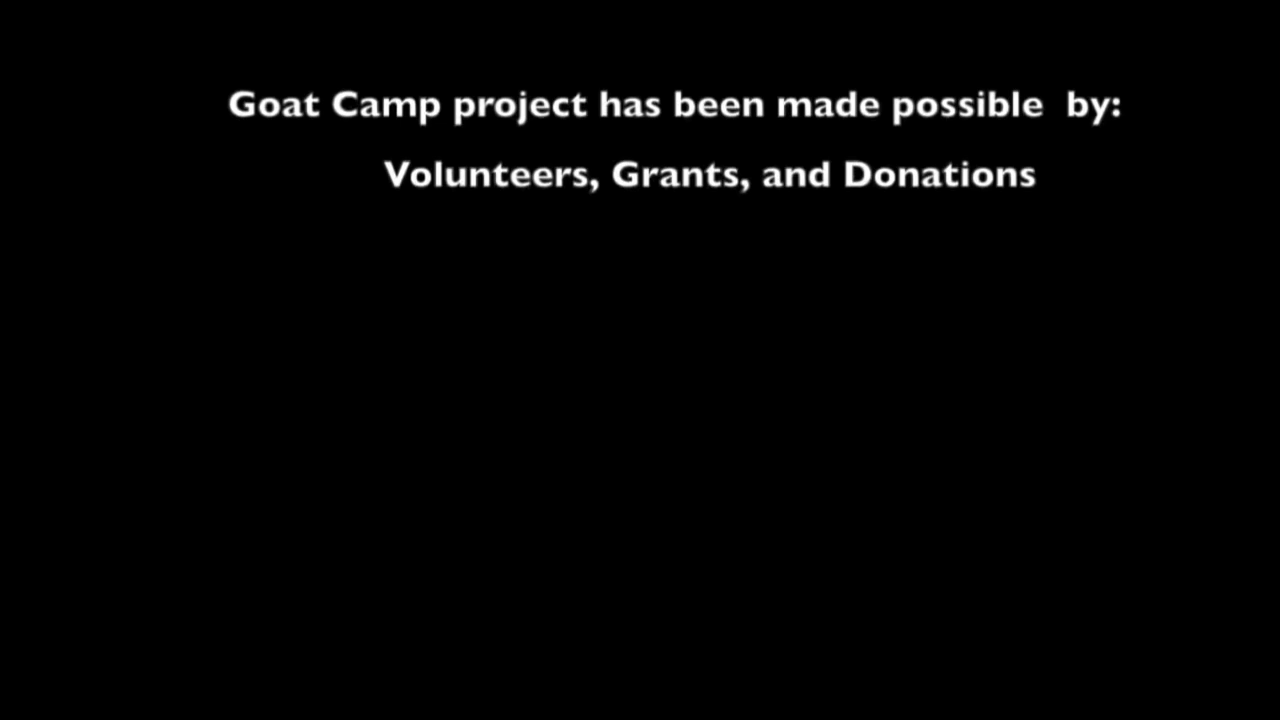 Goat Camp project has been made possible  by:
Volunteers, Grants, and Donations